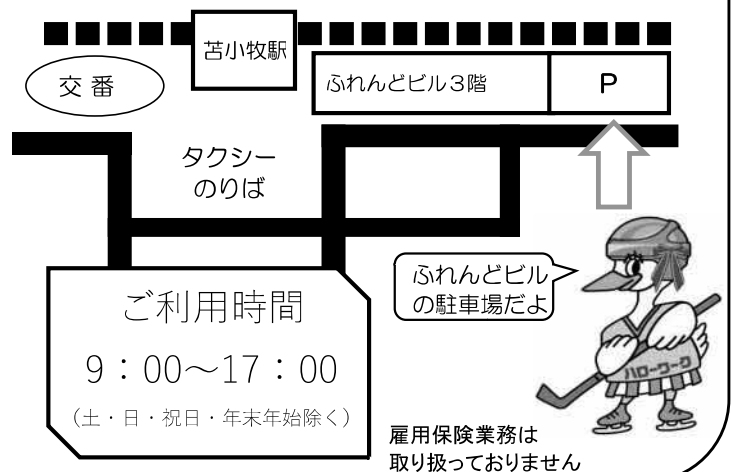 苫小牧駅
交番
ふれんどビル3階
P
タクシー
のりば
ふれんどビル
の駐車場だよ
ハローワーク
ご利用時間
9:00~17:00
(土・日・祝日・年末年始除く)
雇用保険業務は
取り扱っておりません